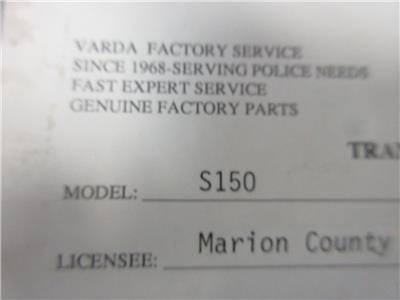 VARDA FACTORY SERVICE
SINCE 1968-SERVING POLICE NEEDS
FAST EXPERT SERVICE
GENUINE FACTORY PARTS
MODEL: S150
LICENSEE: Marion County